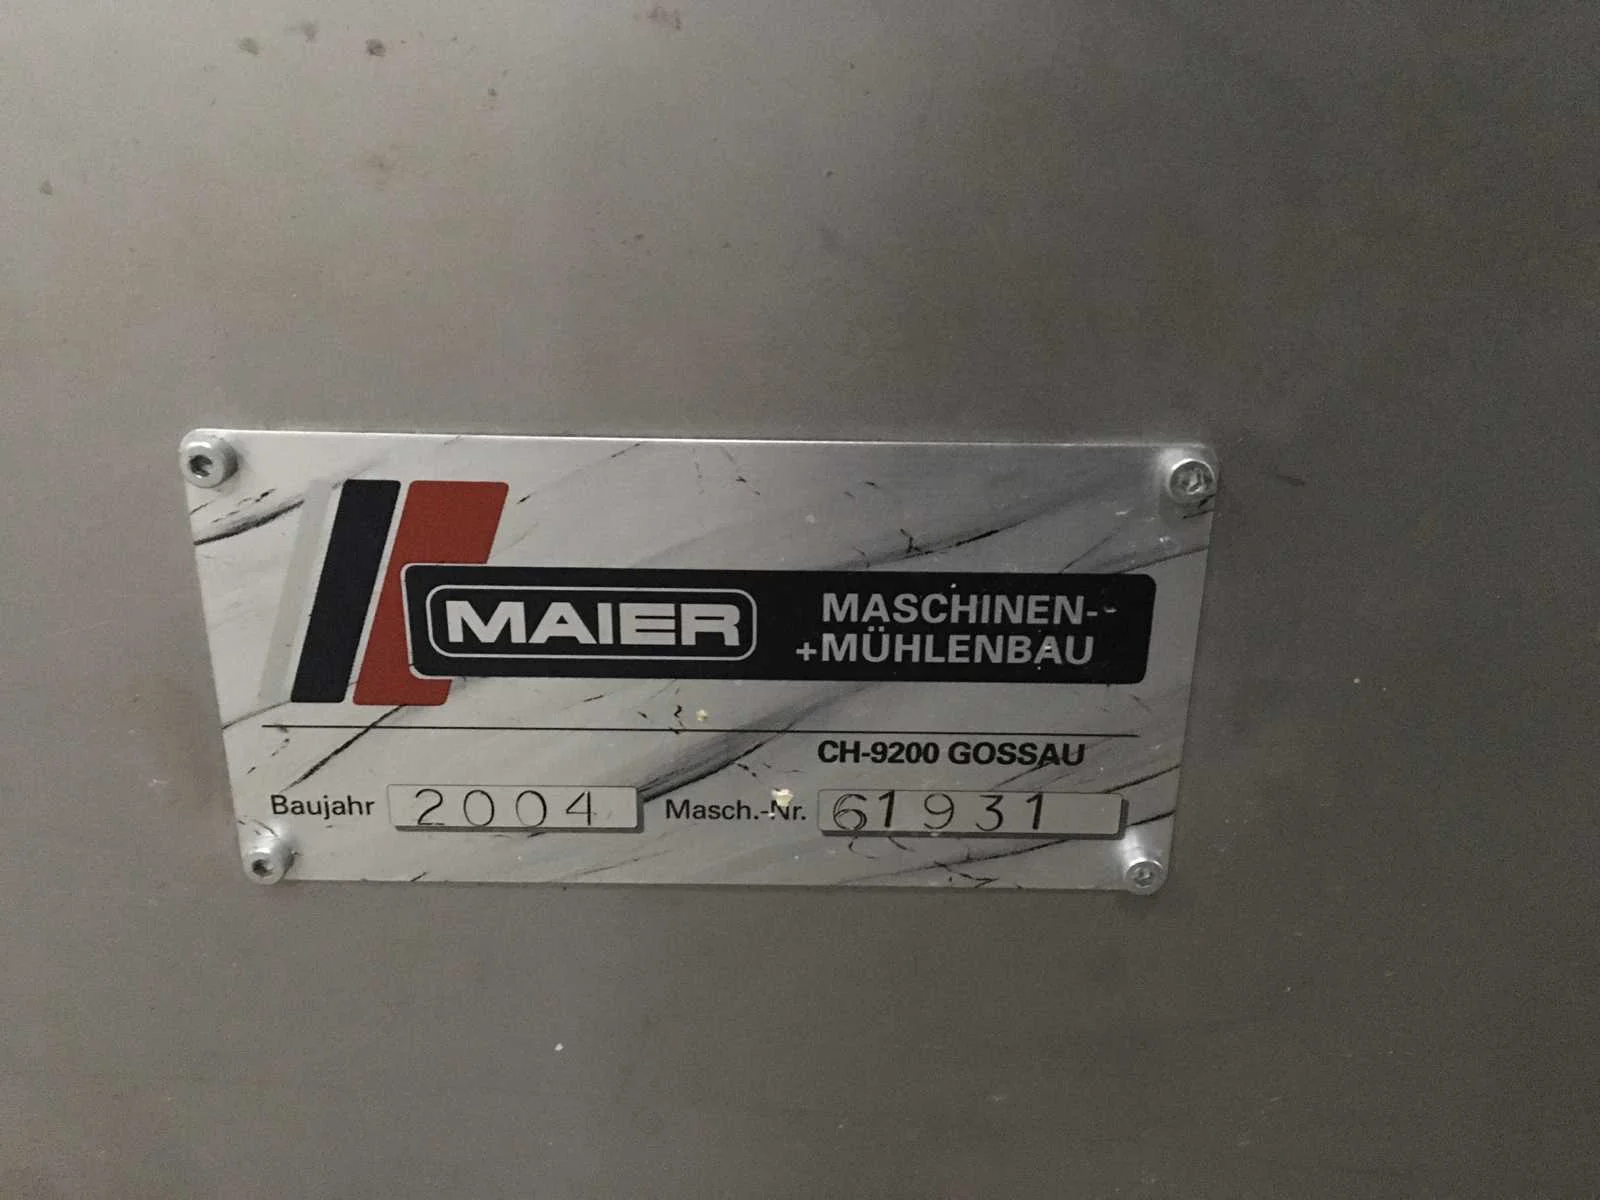 MAIER
MASCHINEN-
+MÜHLENBAU
CH-9200 GOSSAU
Baujahr 2004 Masch.-Nr. 61931